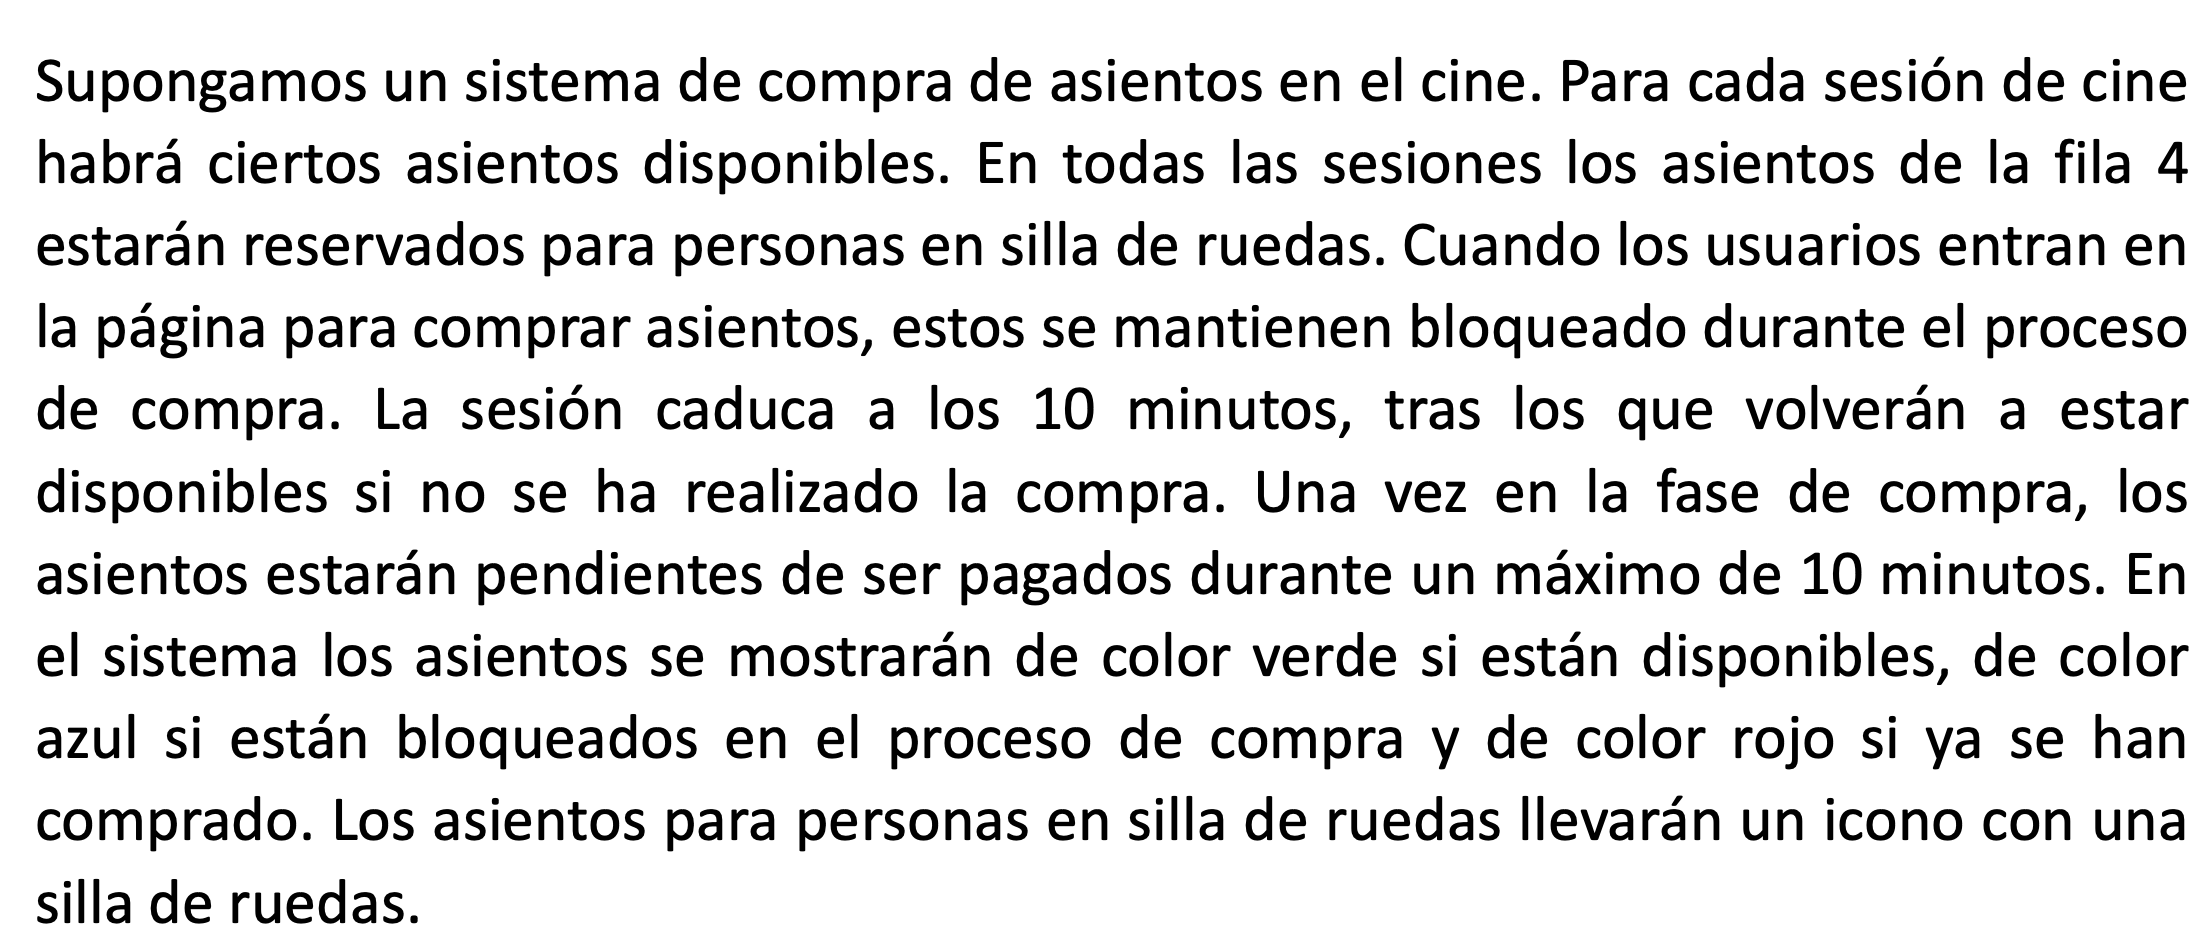 Supongamos un sistema de compra de asientos en el cine. Para cada sesión de cine
habrá ciertos asientos disponibles. En todas las sesiones los asientos de la fila 4
estarán reservados para personas en silla de ruedas. Cuando los usuarios entran en
la página para comprar asientos, estos se mantienen bloqueado durante el proceso
de compra. La sesión caduca a los 10 minutos, tras los que volverán a estar
disponibles si no se ha realizado la compra. Una vez en la fase de compra, los
asientos estarán pendientes de ser pagados durante un máximo de 10 minutos. En
el sistema los asientos se mostrarán de color verde si están disponibles, de color
azul si están bloqueados en el proceso de compra y de color rojo si ya se han
comprado. Los asientos para personas en silla de ruedas llevarán un icono con una
silla de ruedas.